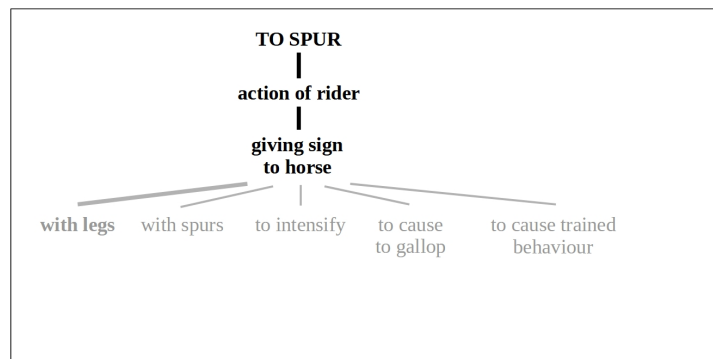 TO SPUR
action of rider
giving sign
to horse
with legs
with spurs
to intensify
to cause
to gallop
to cause trained
behaviour